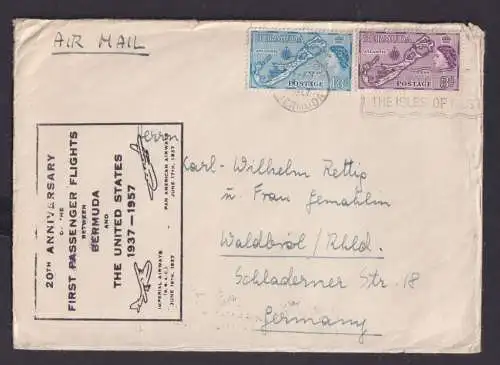 AIR MAIL
BERMUDA
POSTAGE
BERMUDA
POSTAGE
BERMUDA
THE ISLES OF
20TH ANNIVERSARY
OF THE
FIRST PASSENGER FLIGHTS
BETWEEN
BERMUDA
AND
THE UNITED STATES
1937-1957
IMPERIAL AIRWAYS
JUNE 16TH, 1937
PAN AMERICAN AIRWAYS
JUNE 17TH, 1937
Herrn
Karl-Wilhelm Rettig
u. Frau Gemahlin
Waldbröl/Rhld.
Schladerner Str. 18
Germany